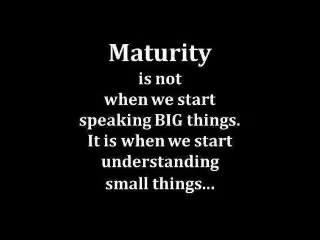 Maturity
is not
when we start
speaking BIG things.
It is when we start
understanding
small things...